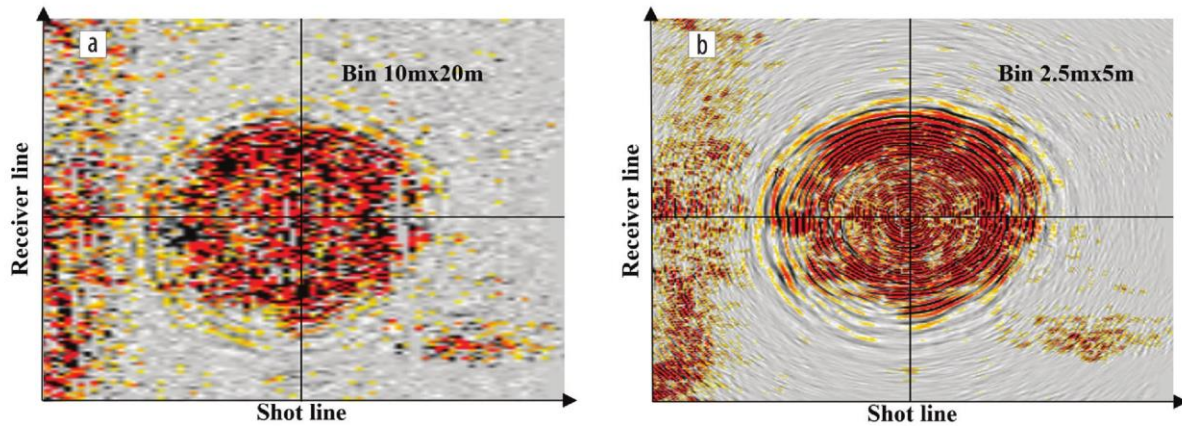 a
Bin 10mx20m
Receiver line
Shot line
b
Bin 2.5mx5m
Receiver line
Shot line